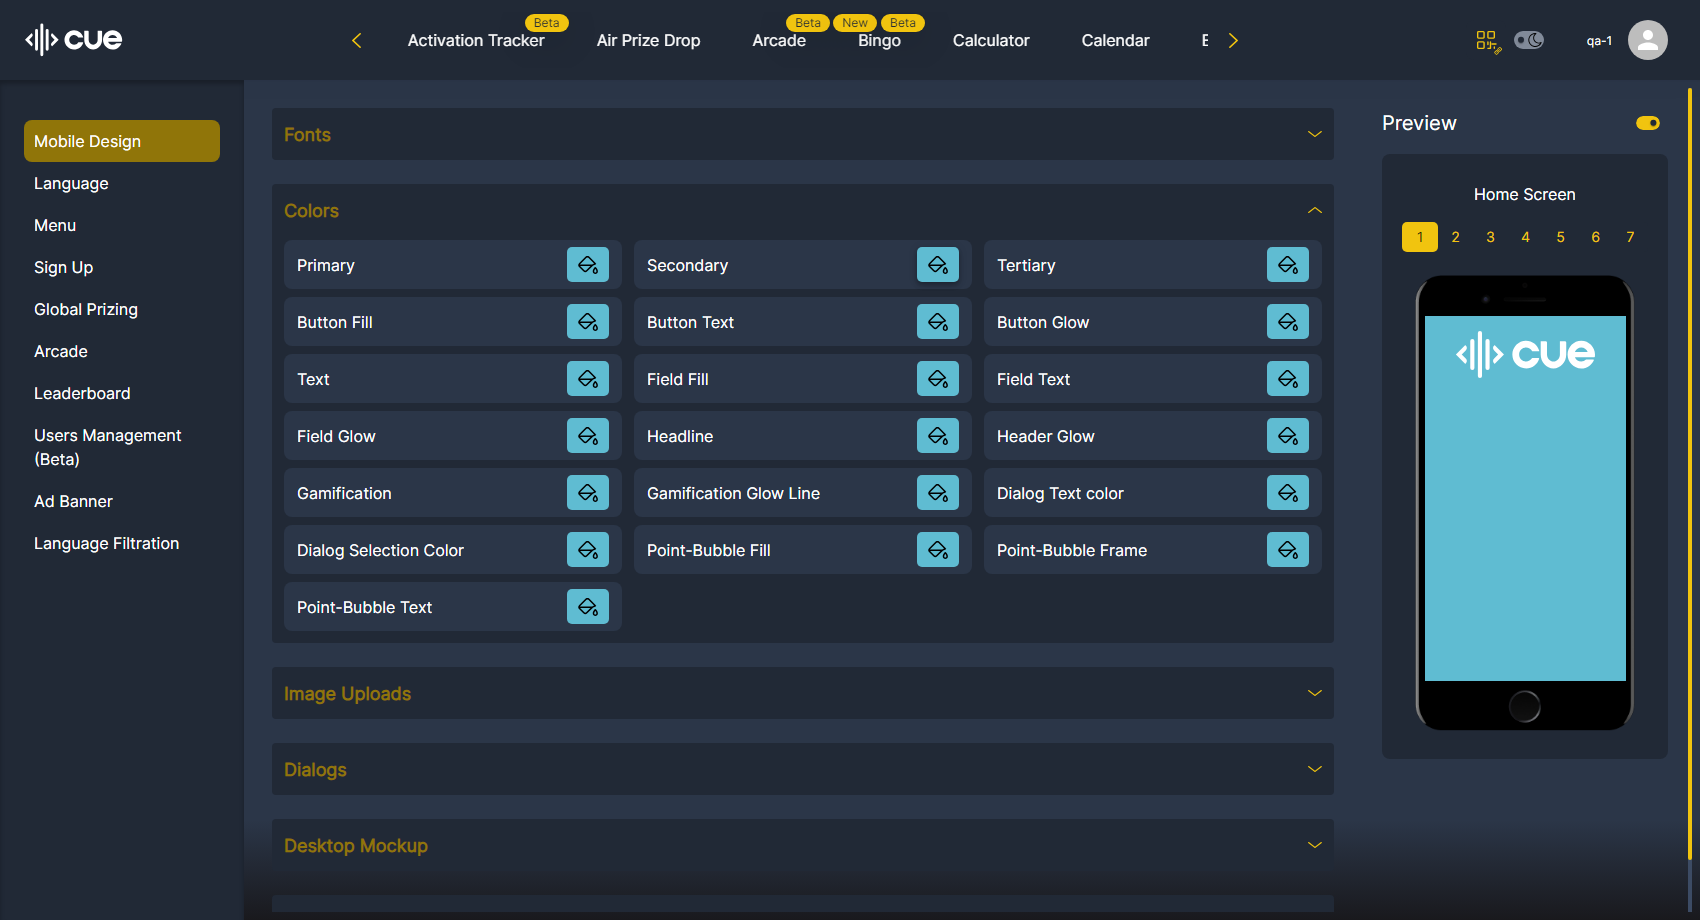 cue
Activation Tracker
Beta
Air Prize Drop
Arcade
Beta
Bingo
New
Beta
Calculator
Calendar
qa-1
Mobile Design
Language
Menu
Sign Up
Global Prizing
Arcade
Leaderboard
Users Management
(Beta)
Ad Banner
Language Filtration
Fonts
Colors
Primary
Secondary
Tertiary
Button Fill
Button Text
Button Glow
Text
Field Fill
Field Text
Field Glow
Headline
Header Glow
Gamification
Gamification Glow Line
Dialog Text color
Dialog Selection Color
Point-Bubble Fill
Point-Bubble Frame
Point-Bubble Text
Image Uploads
Dialogs
Desktop Mockup
Preview
Home Screen
1 2 3 4 5 6 7
cue